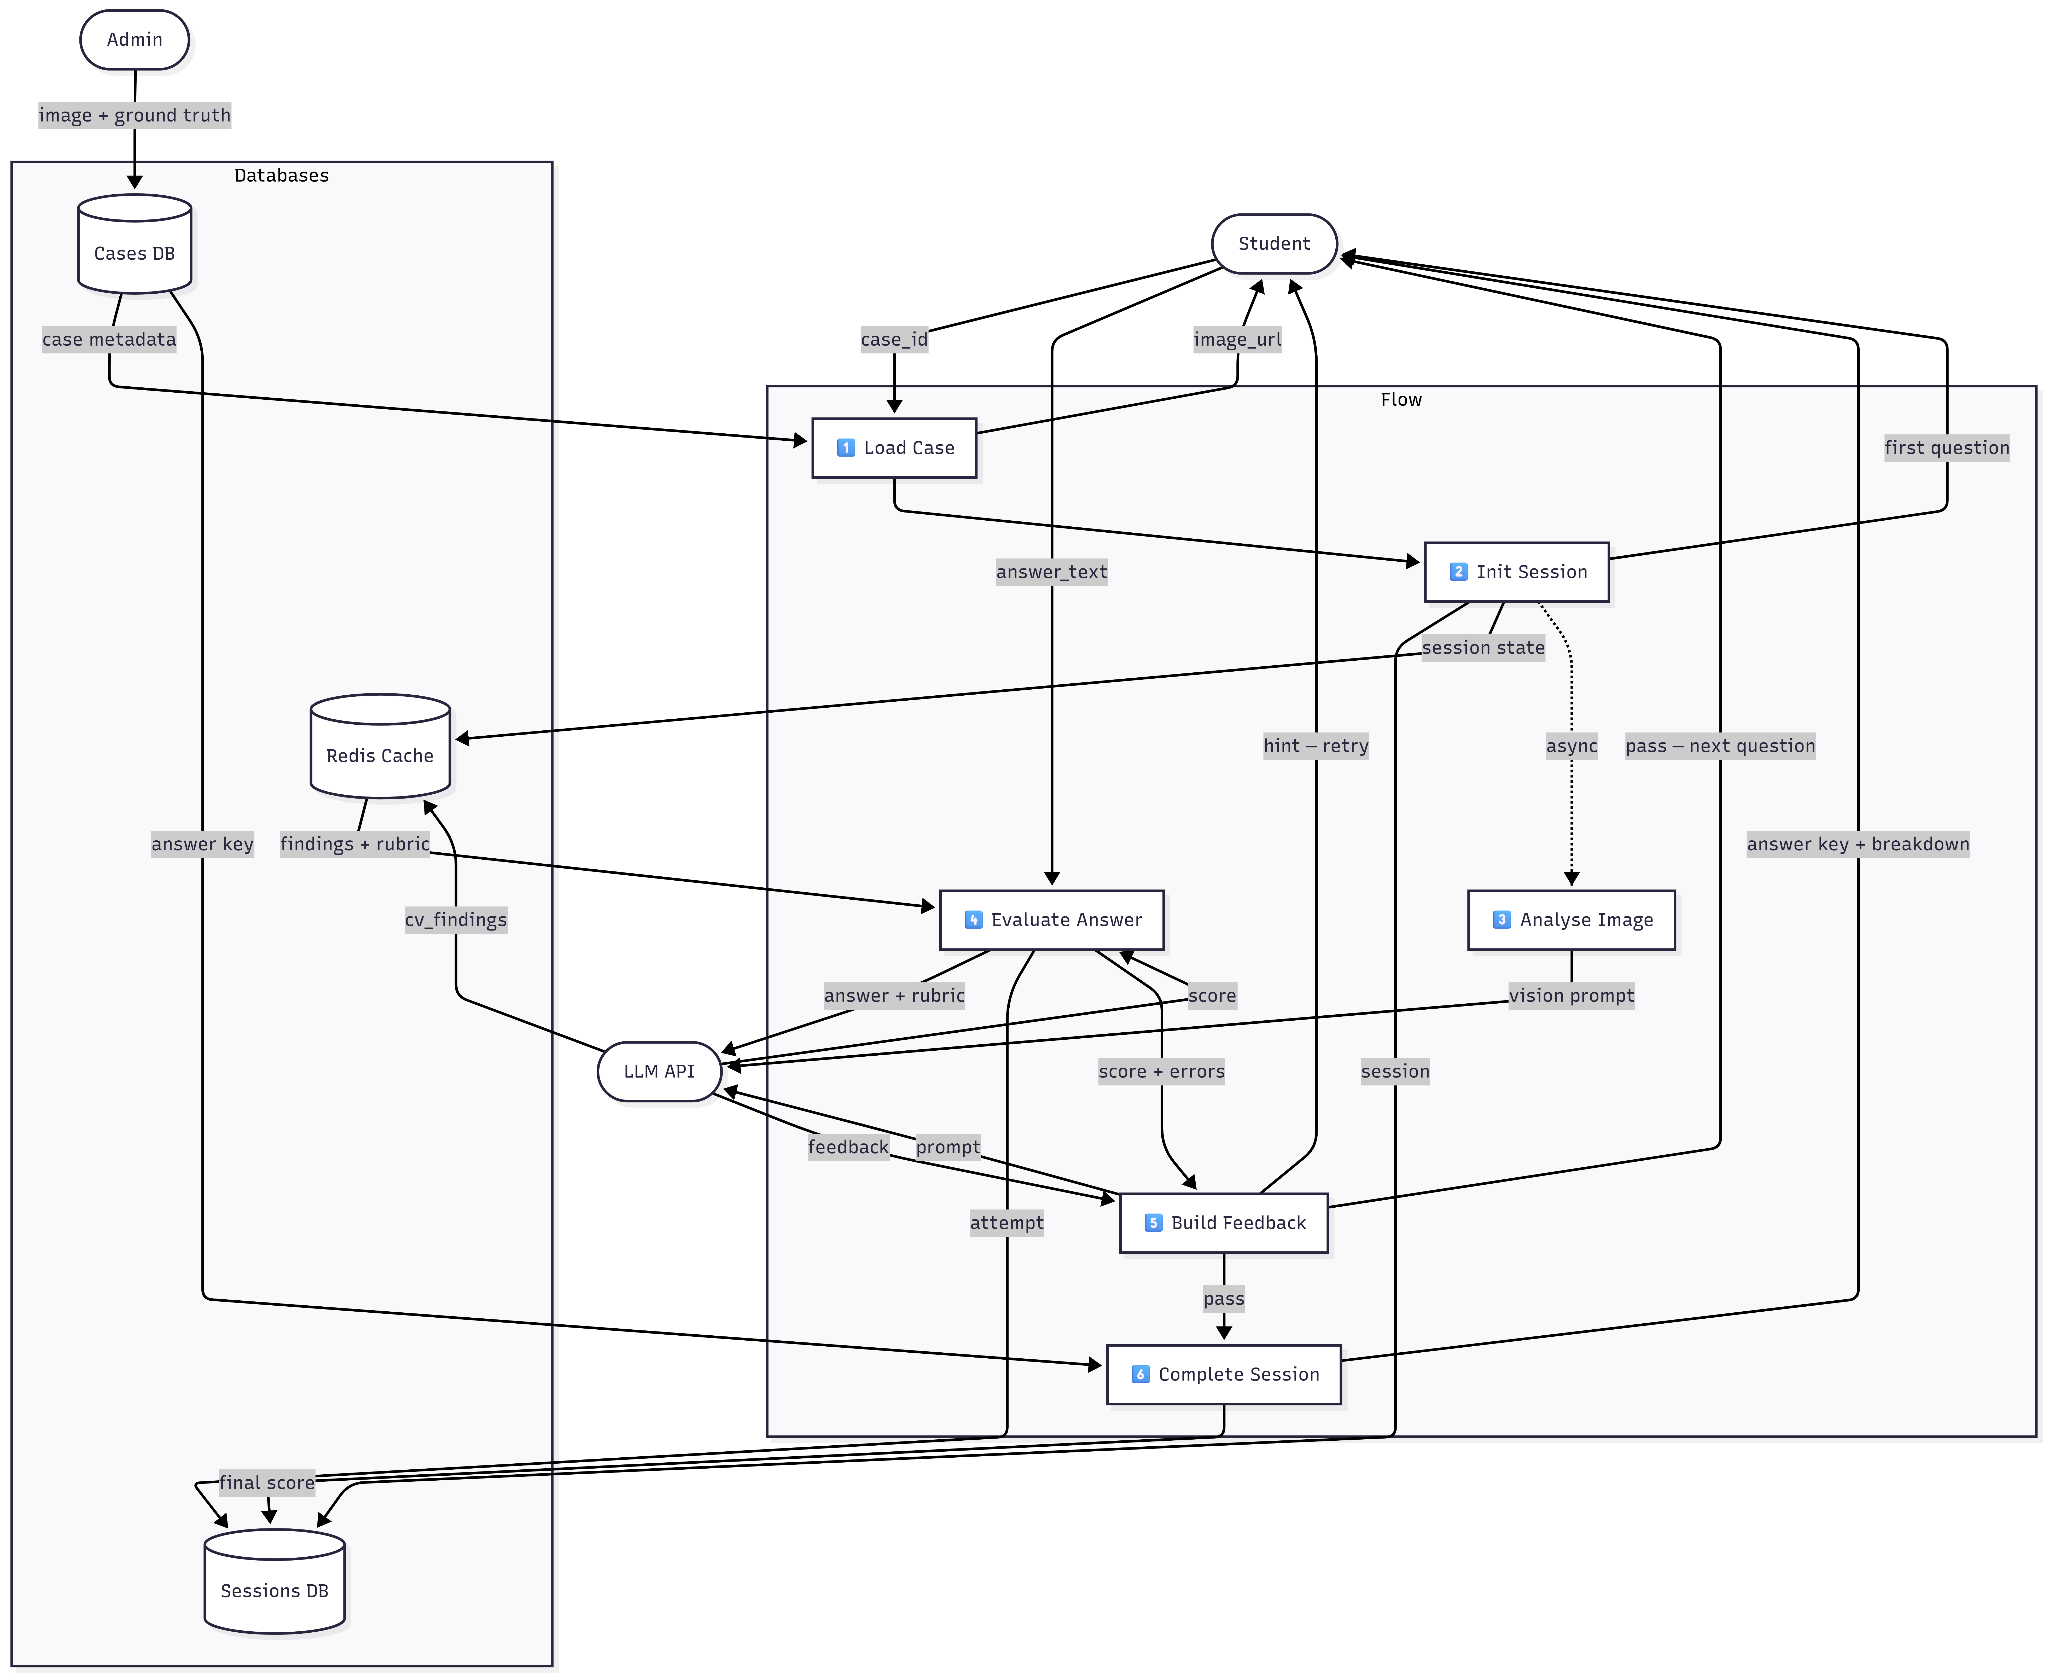 Admin
image + ground truth
Databases
Cases DB
Student
case metadata
case_id
image_url
Flow
1 Load Case
first question
answer_text
2 Init Session
session state
Redis Cache
hint – retry
async
pass – next question
answer key
findings + rubric
answer key + breakdown
cv_findings
4 Evaluate Answer
3 Analyse Image
answer + rubric
score
vision prompt
LLM API
score + errors
session
feedback
prompt
attempt
5 Build Feedback
pass
6 Complete Session
final score
Sessions DB